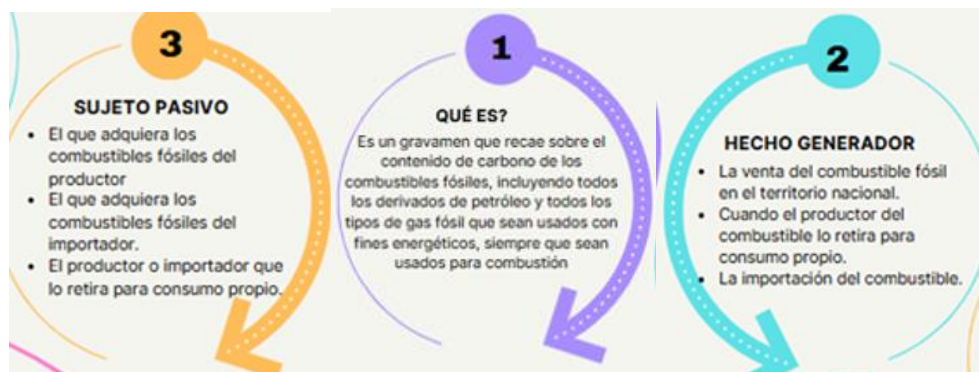 3
SUJETO PASIVO
• El que adquiera los
combustibles fósiles del
productor
• El que adquiera los
combustibles fósiles del
importador.
• El productor o importador que
lo retira para consumo propio.
1
QUÉ ES?
Es un gravamen que recae sobre el
contenido de carbono de los
combustibles fósiles, incluyendo todos
los derivados de petróleo y todos los
tipos de gas fósil que sean usados con
fines energéticos, siempre que sean
usados para combustión
2
HECHO GENERADOR
• La venta del combustible fósil
en el territorio nacional.
• Cuando el productor del
combustible lo retira para
consumo propio.
• La importación del combustible.